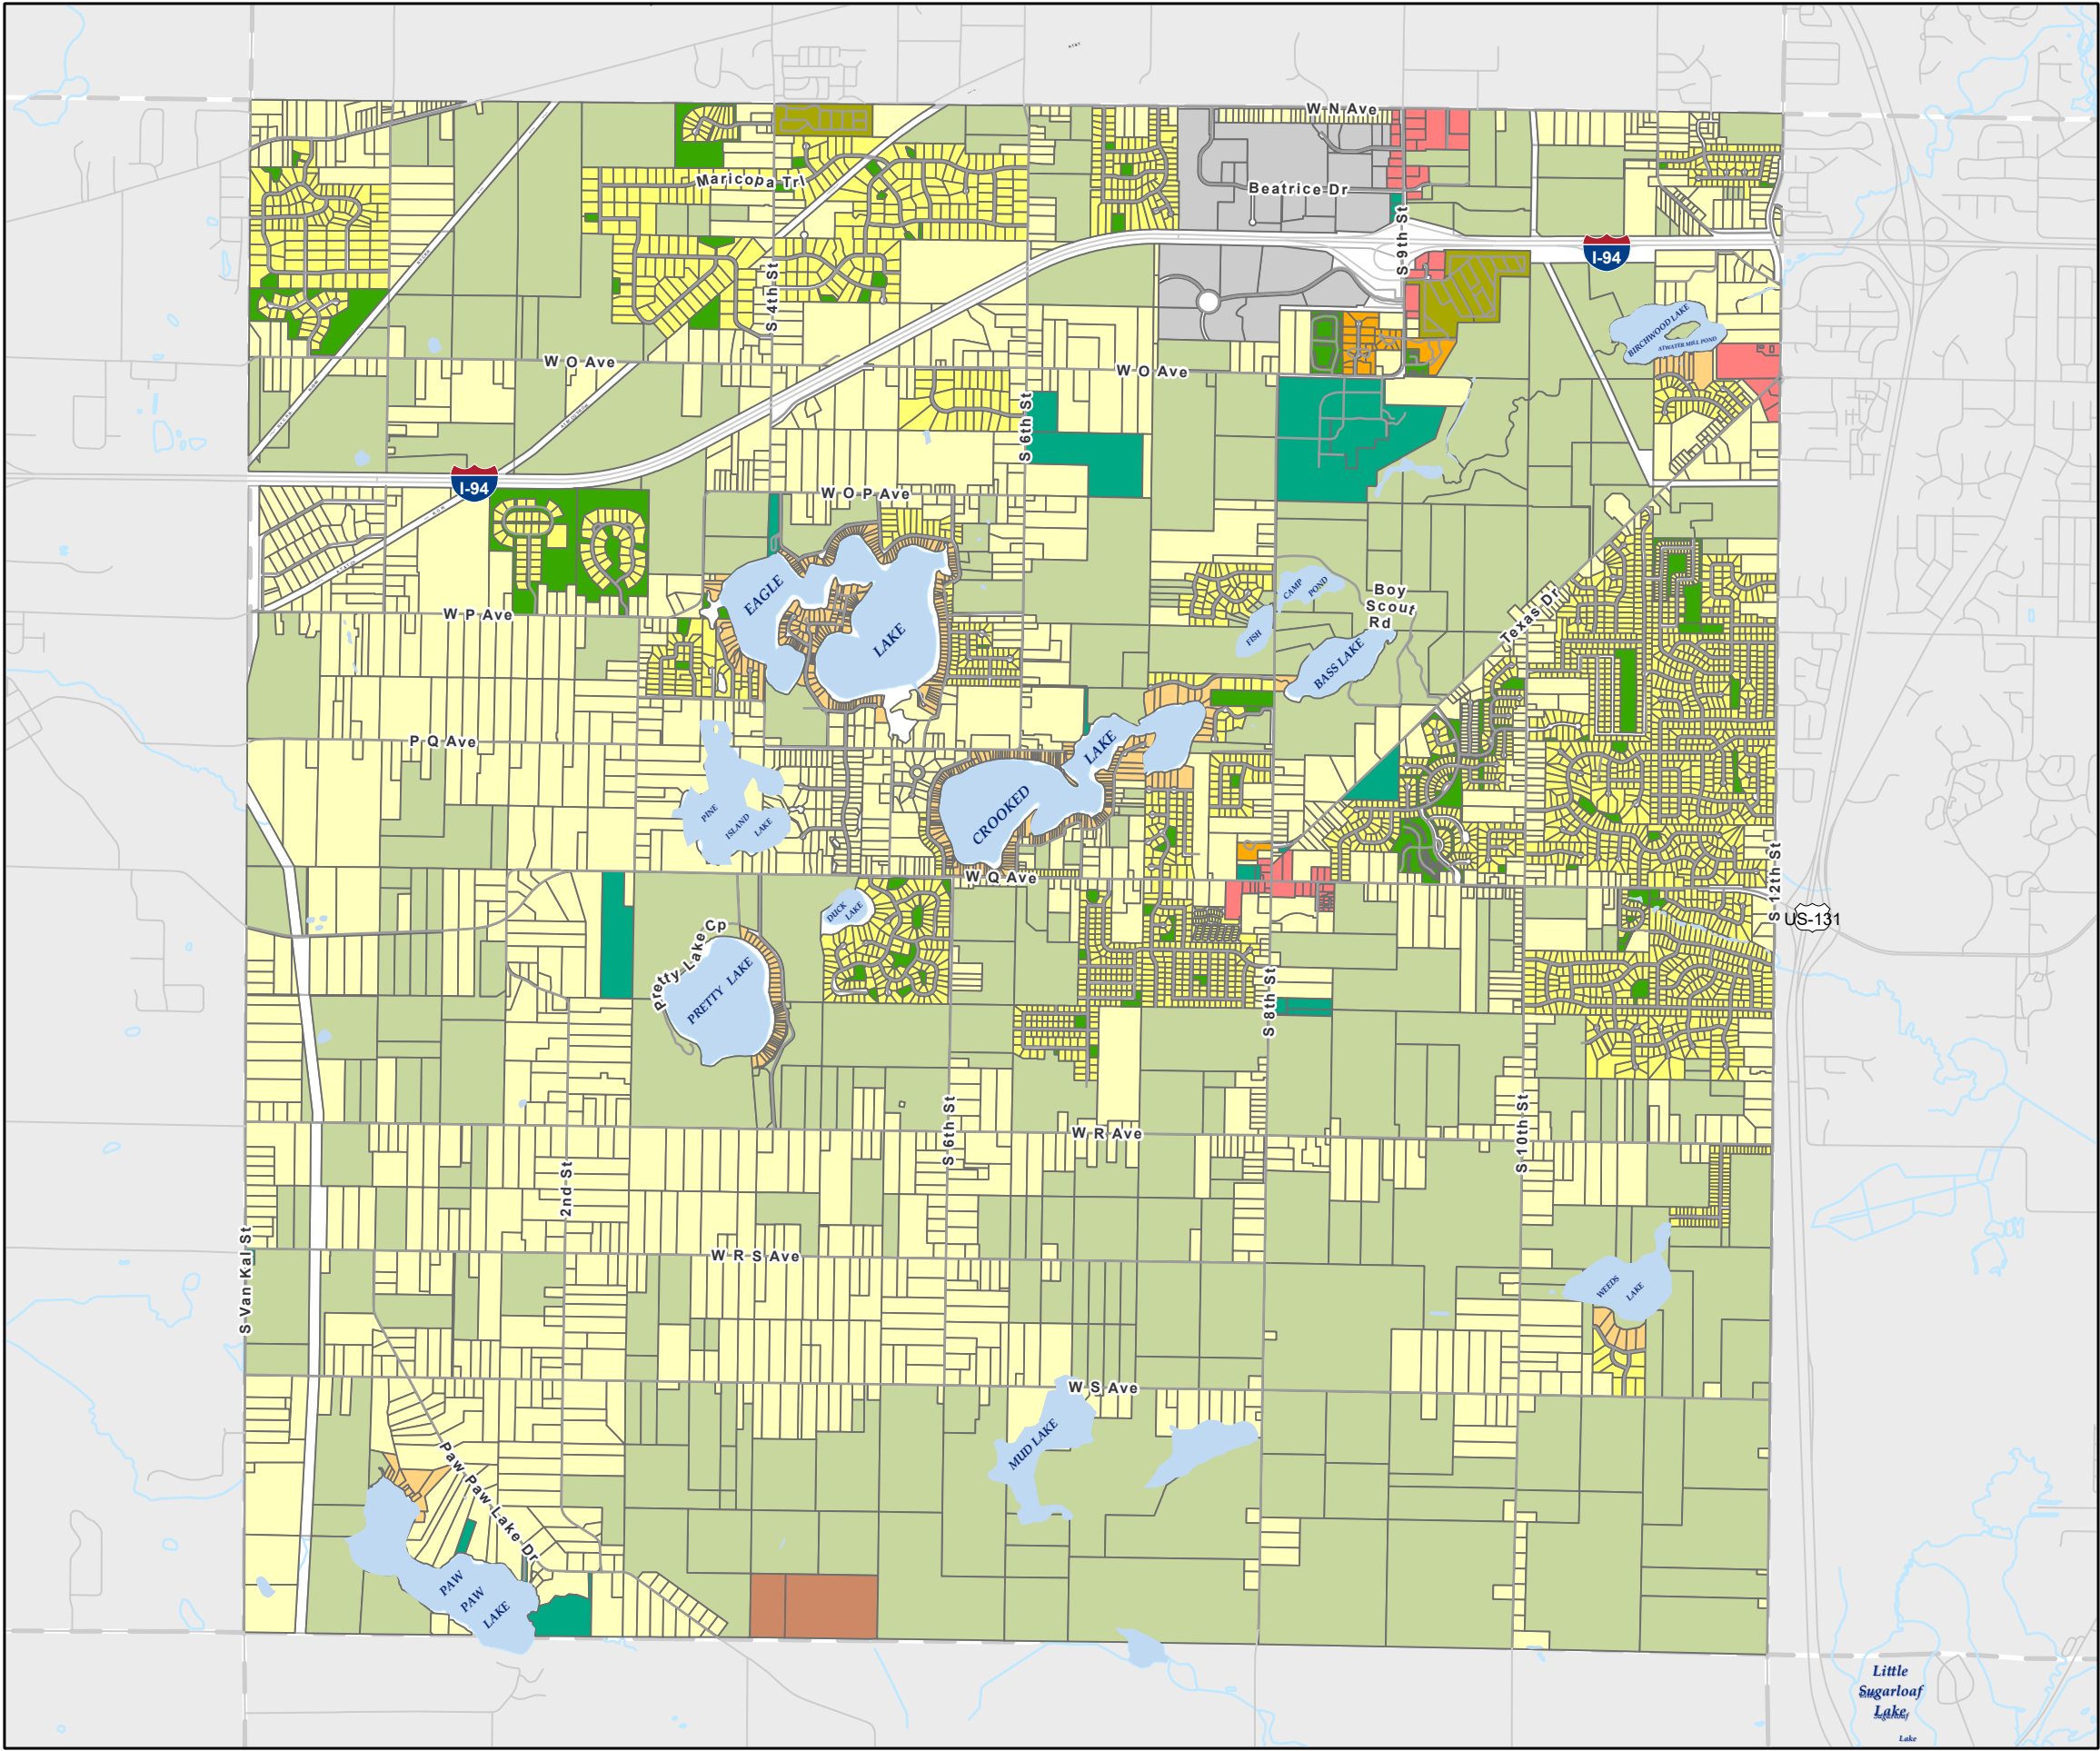 W N Ave
Maricopa Trl
Beatrice Dr
S 9th St
I-94
S 4th St
BIRCHWOOD LAKE
ATWATER MILL POND
W O Ave
W O Ave
S 6th St
I-94
W O P Ave
EAGLE
LAKE
CAMP
POND
FISH
Boy
Scout
Rd
BASS LAKE
Texas Dr
W P Ave
P Q Ave
LAKE
CROOKED
PINE
ISLAND
LAKE
W Q Ave
S 12th St
US-131
DUCK
LAKE
Pretty Lake Cp
PRETTY LAKE
S 8th St
S 6th St
W R Ave
S 10th St
2nd St
S Van Kal St
W R S Ave
WEEDS
LAKE
W S Ave
MUD LAKE
Paw Paw Lake Dr
PAW
PAW
LAKE
Little
Sugarloaf
Lake
Sugarloaf
Lake